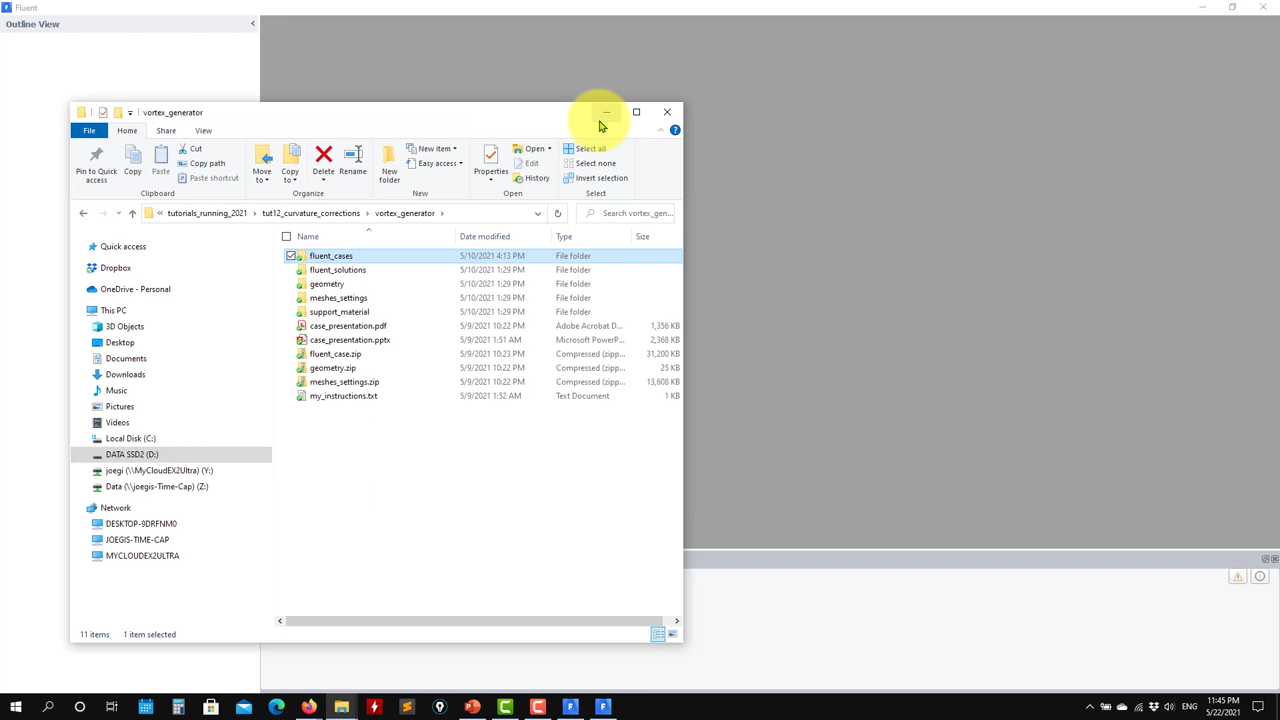 Fluent
Outline View
vortex_generator
File Home Share View
Pin to Quick access
Copy
Paste
Cut
Copy path
Paste shortcut
Clipboard
Move to
Copy to
Delete
Rename
Organize
New folder
New item
Easy access
New
Properties
Open
Edit
History
Open
Select all
Select none
Invert selection
Select
« tutorials_running_2021 > tut12_curvature_corrections > vortex_generator >
Search vortex_gen...
Name Date modified Type Size
Quick access
Dropbox
OneDrive - Personal
This PC
3D Objects
Desktop
Documents
Downloads
Music
Pictures
Videos
Local Disk (C:)
DATA SSD2 (D:)
joegi (\\MyCloudEX2Ultra) (Y:)
Data (\\joegis-Time-Cap) (Z:)
Network
DESKTOP-9DRFNM0
JOEGIS-TIME-CAP
MYCLOUDEX2ULTRA
fluent_cases 5/10/2021 4:13 PM File folder
fluent_solutions 5/10/2021 1:29 PM File folder
geometry 5/10/2021 1:29 PM File folder
meshes_settings 5/10/2021 1:29 PM File folder
support_material 5/10/2021 1:29 PM File folder
case_presentation.pdf 5/9/2021 10:22 PM Adobe Acrobat D... 1,356 KB
case_presentation.pptx 5/9/2021 1:51 AM Microsoft PowerP... 2,368 KB
fluent_case.zip 5/9/2021 10:23 PM Compressed (zipp... 31,200 KB
geometry.zip 5/9/2021 10:22 PM Compressed (zipp... 25 KB
meshes_settings.zip 5/9/2021 10:22 PM Compressed (zipp... 13,608 KB
my_instructions.txt 5/9/2021 1:52 AM Text Document 1 KB
11 items 1 item selected
ENG
11:45 PM
5/22/2021